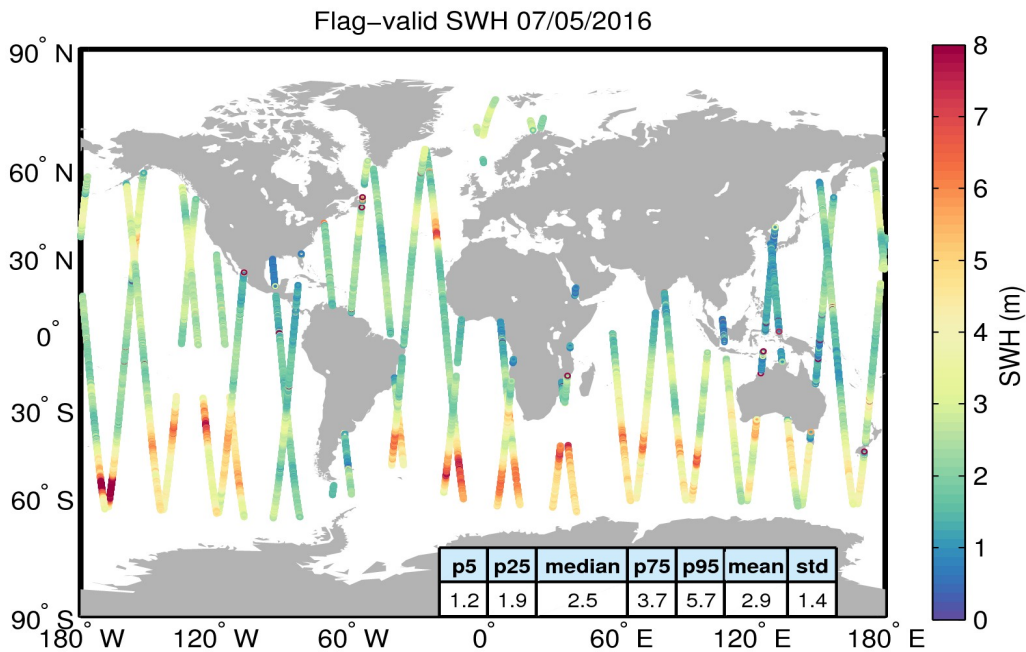 Flag−valid SWH 07/05/2016
90° N
60° N
30° N
0°
30° S
60° S
90° S
180° W
120° W
60° W
0°
60° E
120° E
180° E
p5 p25 median p75 p95 mean std
1.2 1.9 2.5 3.7 5.7 2.9 1.4
8
7
6
5
4
3
2
1
0
SWH (m)